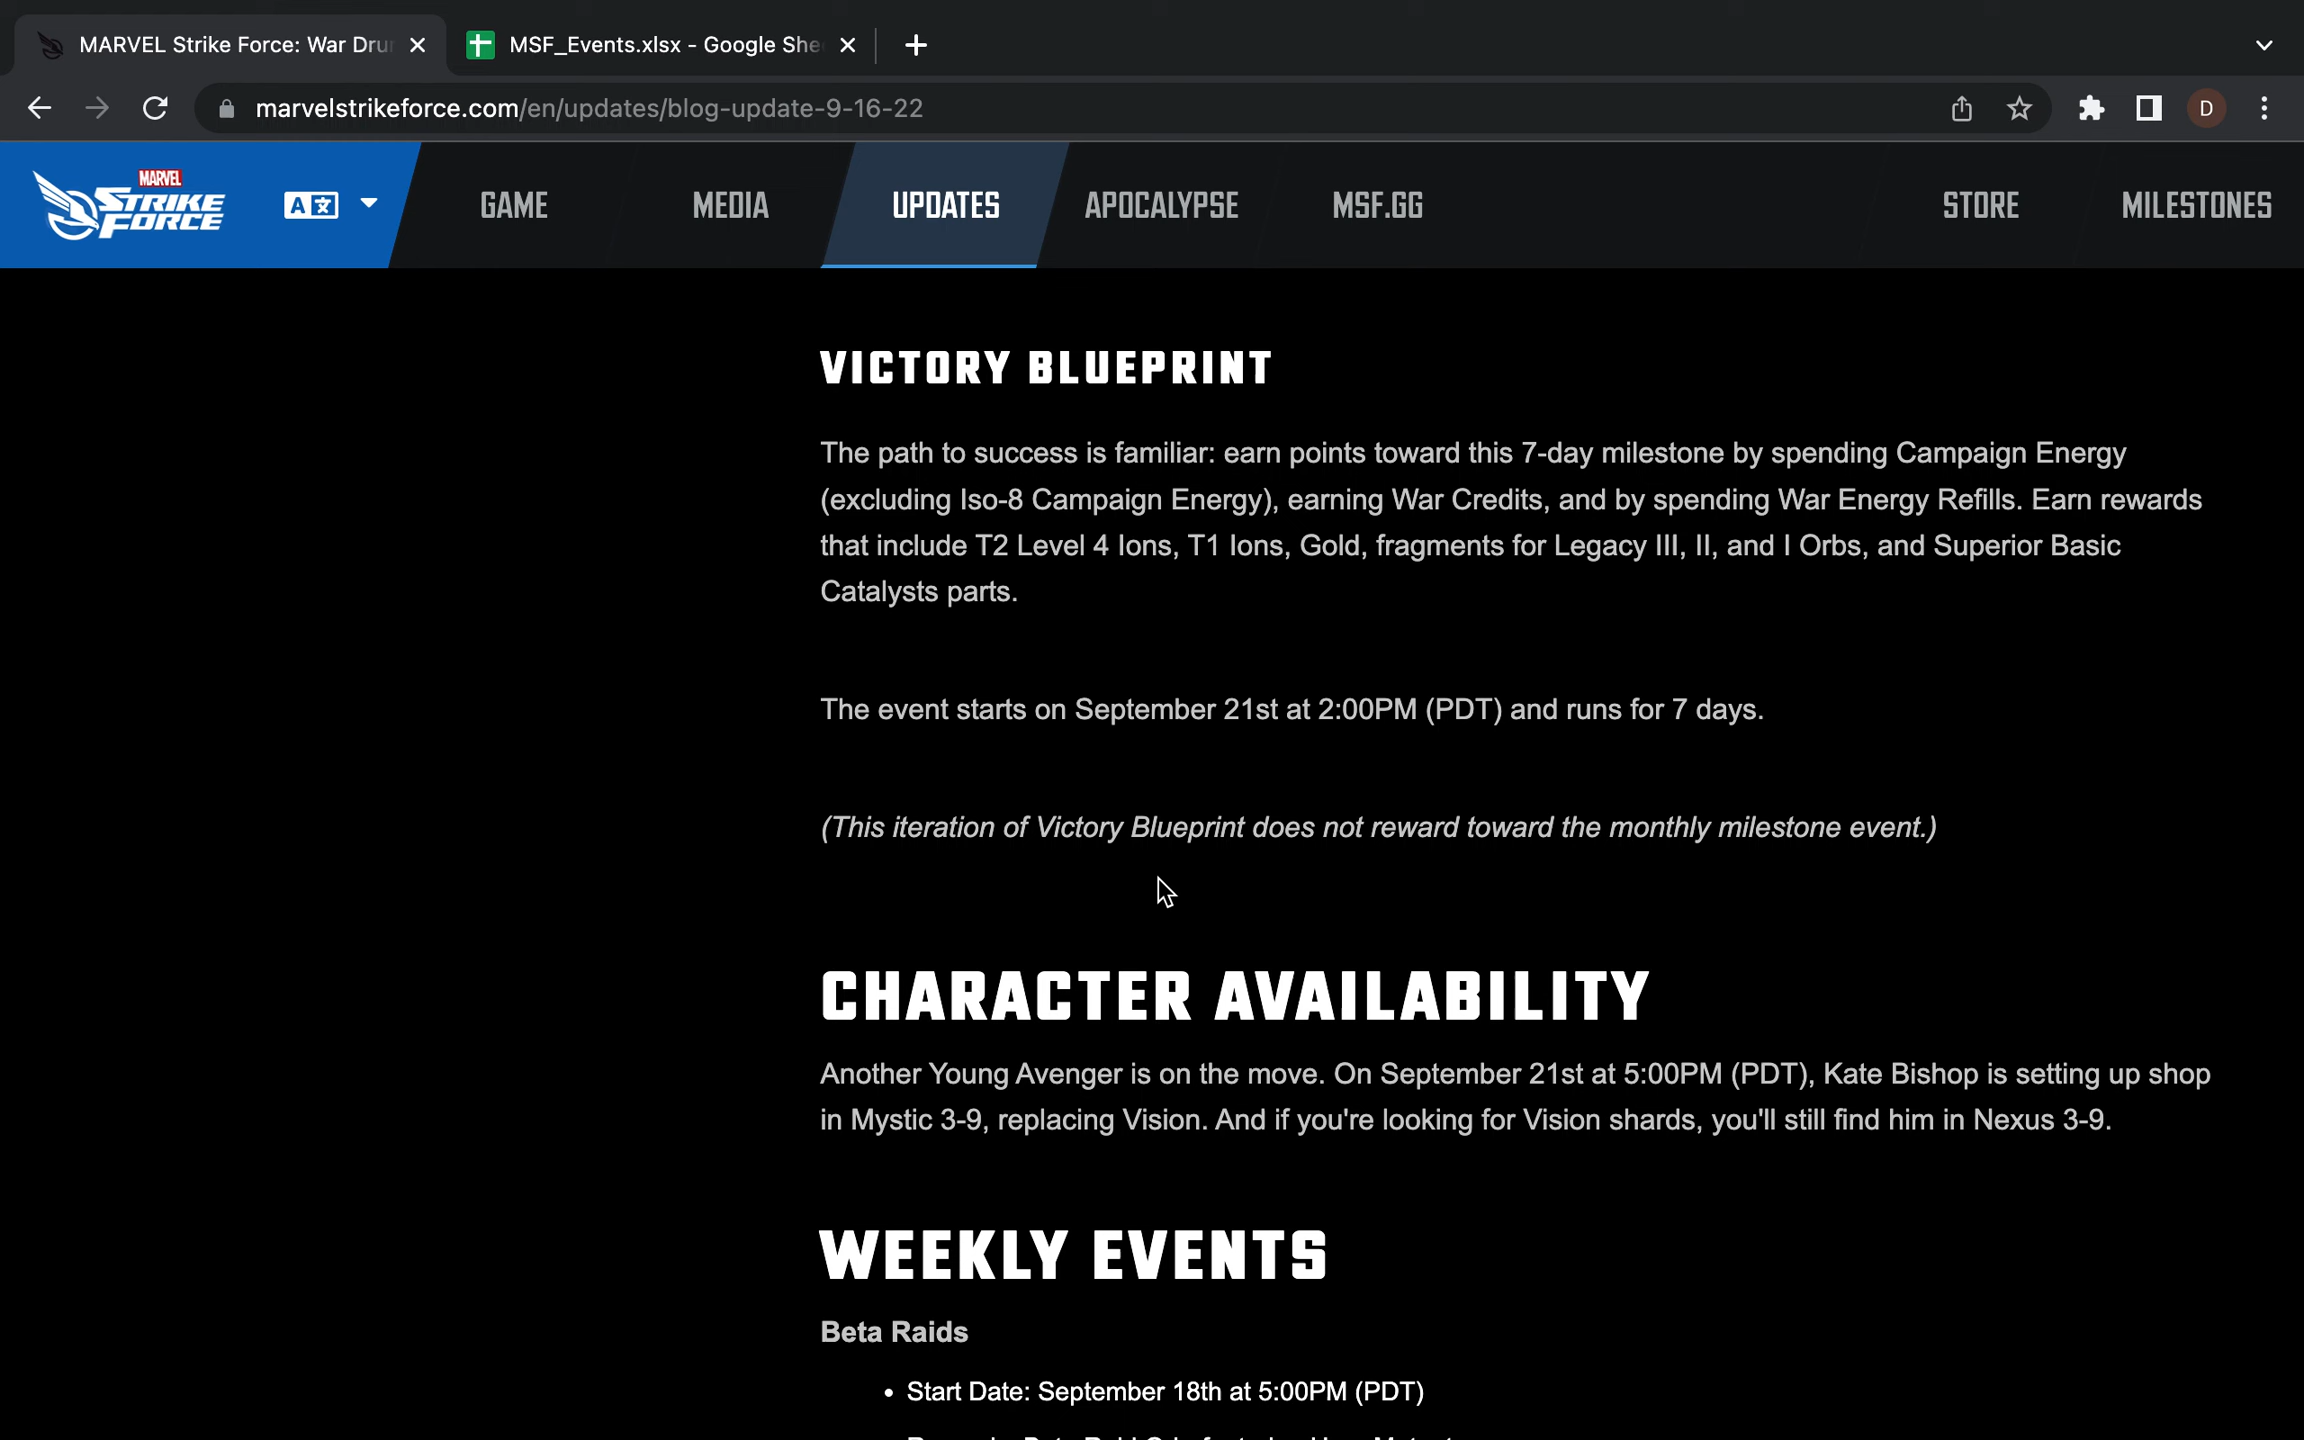 MARVEL Strike Force: War Dru
MSF_Events.xlsx - Google She
marvelstrikeforce.com/en/updates/blog-update-9-16-22
D
MARVEL
STRIKE
FORCE
A文
GAME
MEDIA
UPDATES
APOCALYPSE
MSF.GG
STORE
MILESTONES
VICTORY BLUEPRINT
The path to success is familiar: earn points toward this 7-day milestone by spending Campaign Energy
(excluding Iso-8 Campaign Energy), earning War Credits, and by spending War Energy Refills. Earn rewards
that include T2 Level 4 Ions, T1 Ions, Gold, fragments for Legacy III, II, and I Orbs, and Superior Basic
Catalysts parts.
The event starts on September 21st at 2:00PM (PDT) and runs for 7 days.
(This iteration of Victory Blueprint does not reward toward the monthly milestone event.)
CHARACTER AVAILABILITY
Another Young Avenger is on the move. On September 21st at 5:00PM (PDT), Kate Bishop is setting up shop
in Mystic 3-9, replacing Vision. And if you're looking for Vision shards, you'll still find him in Nexus 3-9.
WEEKLY EVENTS
Beta Raids
• Start Date: September 18th at 5:00PM (PDT)